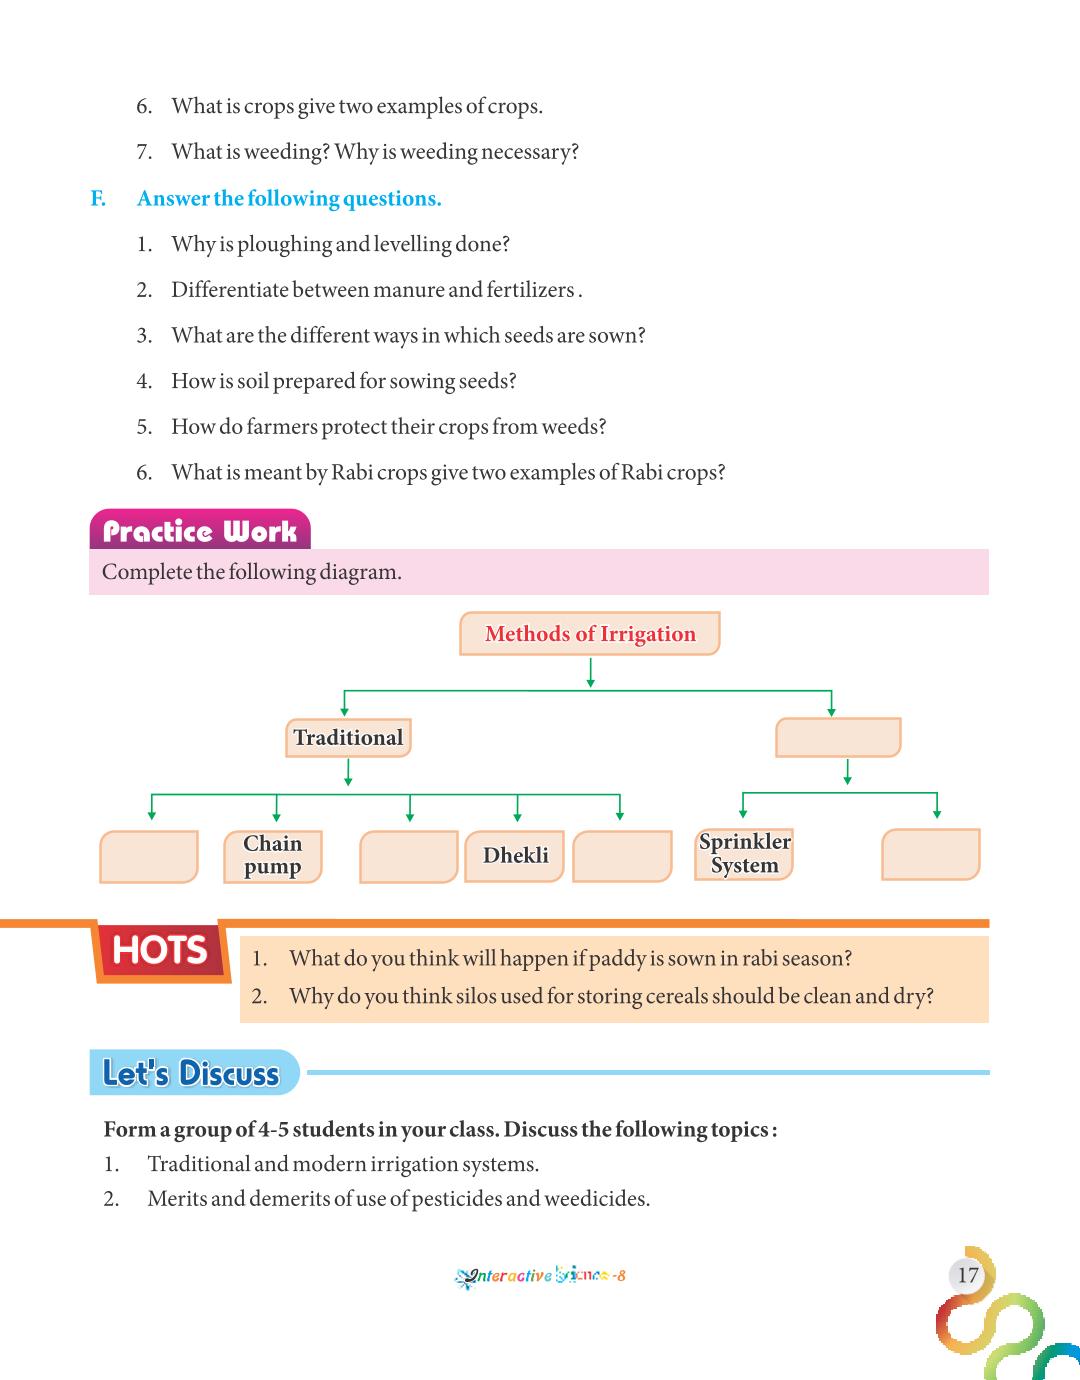 6. What is crops give two examples of crops.
7. What is weeding? Why is weeding necessary?
F. Answer the following questions.
1. Why is ploughing and levelling done?
2. Differentiate between manure and fertilizers .
3. What are the different ways in which seeds are sown?
4. How is soil prepared for sowing seeds?
5. How do farmers protect their crops from weeds?
6. What is meant by Rabi crops give two examples of Rabi crops?
Practice Work
Complete the following diagram.
Methods of Irrigation
Traditional
Chain
pump
Dhekli
Sprinkler
System
HOTS
1. What do you think will happen if paddy is sown in rabi season?
2. Why do you think silos used for storing cereals should be clean and dry?
Let's Discuss
Form a group of 4-5 students in your class. Discuss the following topics :
1. Traditional and modern irrigation systems.
2. Merits and demerits of use of pesticides and weedicides.
Interactive Science -8
17